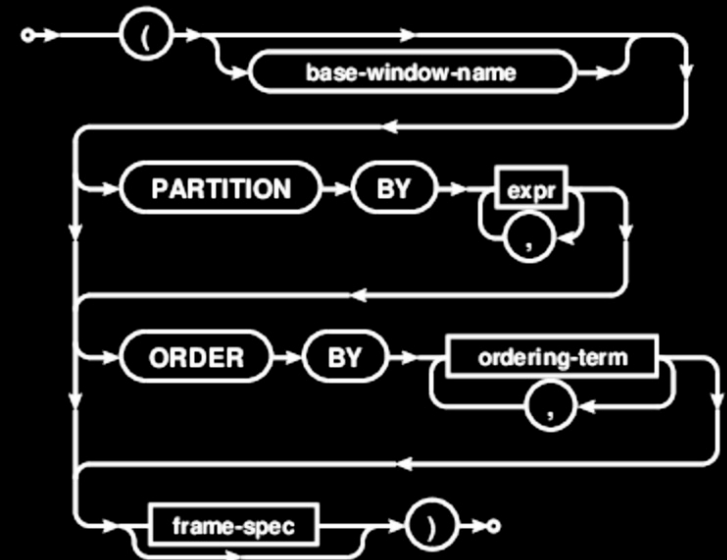 (
base-window-name
PARTITION BY expr
,
ORDER BY ordering-term
,
frame-spec )